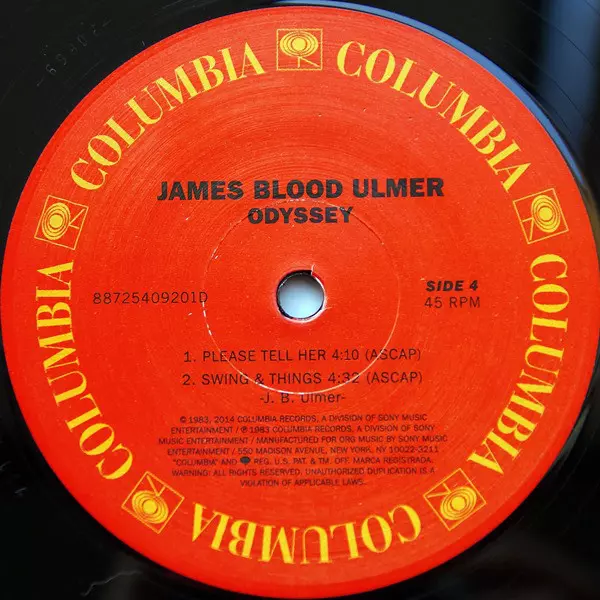 COLUMBIA
COLUMBIA
COLUMBIA
COLUMBIA
COLUMBIA
COLUMBIA
JAMES BLOOD ULMER
ODYSSEY
88725409201D
SIDE 4
45 RPM
1. PLEASE TELL HER 4:10 (ASCAP)
2. SWING & THINGS 4:32 (ASCAP)
-J. B. Ulmer-
© 1983, 2014 COLUMBIA RECORDS, A DIVISION OF SONY MUSIC
ENTERTAINMENT / ℗ 1983 COLUMBIA RECORDS, A DIVISION OF SONY
MUSIC ENTERTAINMENT / MANUFACTURED FOR ORG MUSIC BY SONY MUSIC
ENTERTAINMENT / 550 MADISON AVENUE, NEW YORK, NY 10022-3211
"COLUMBIA" AND REG. U.S. PAT. & TM. OFF. MARCA REGISTRADA.
WARNING: ALL RIGHTS RESERVED. UNAUTHORIZED DUPLICATION IS A
VIOLATION OF APPLICABLE LAWS.